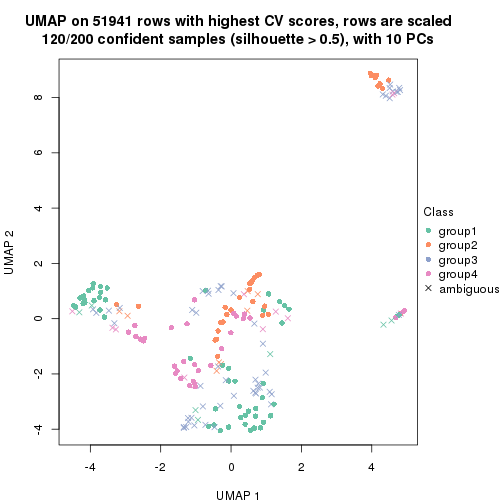 UMAP on 51941 rows with highest CV scores, rows are scaled
120/200 confident samples (silhouette > 0.5), with 10 PCs
8
6
4
2
0
-2
-4
UMAP 2
-4
-2
0
2
4
UMAP 1
Class
group1
group2
group3
group4
ambiguous